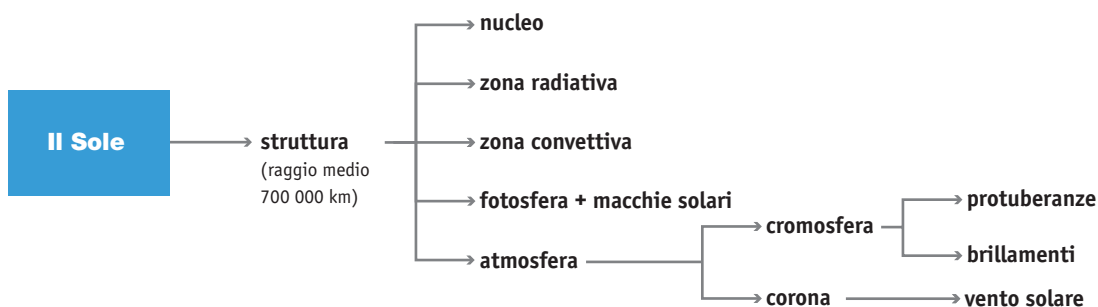 Il Sole
struttura
(raggio medio
700 000 km)
nucleo
zona radiativa
zona convettiva
fotosfera + macchie solari
atmosfera
cromosfera
protuberanze
brillamenti
corona
vento solare